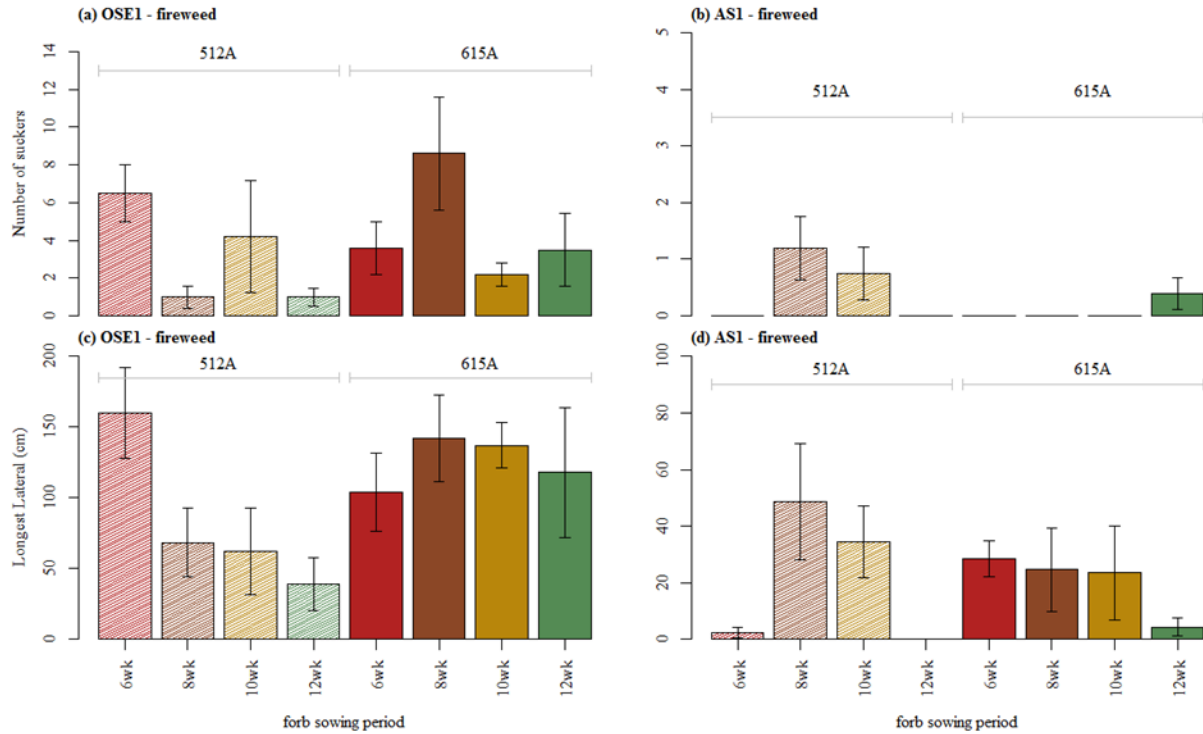 (a) OSE1 - fireweed
512A
615A
Number of suckers
14
12
10
8
6
4
2
0
(b) AS1 - fireweed
512A
615A
5
4
3
2
1
0
(c) OSE1 - fireweed
512A
615A
Longest Lateral (cm)
200
150
100
50
0
6wk
8wk
10wk
12wk
6wk
8wk
10wk
12wk
forb sowing period
(d) AS1 - fireweed
512A
615A
100
80
60
40
20
0
6wk
8wk
10wk
12wk
6wk
8wk
10wk
12wk
forb sowing period